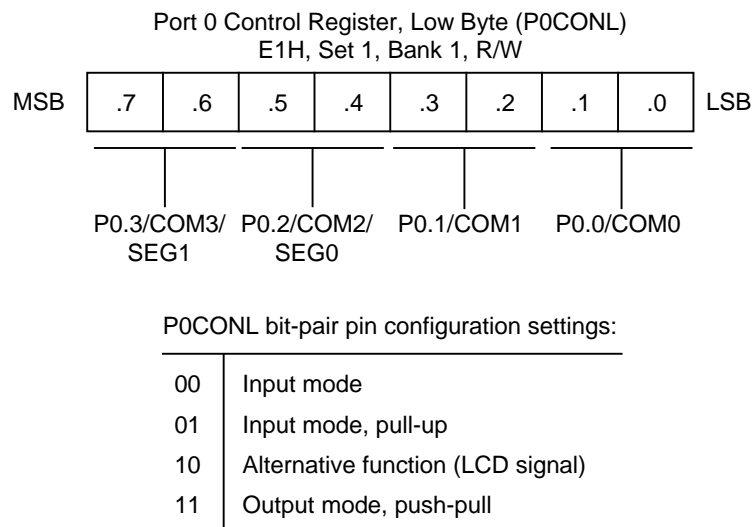 Port 0 Control Register, Low Byte (P0CONL)
E1H, Set 1, Bank 1, R/W
MSB .7 .6 .5 .4 .3 .2 .1 .0 LSB
P0.3/COM3/ P0.2/COM2/ P0.1/COM1 P0.0/COM0
SEG1 SEG0
P0CONL bit-pair pin configuration settings:
00 Input mode
01 Input mode, pull-up
10 Alternative function (LCD signal)
11 Output mode, push-pull